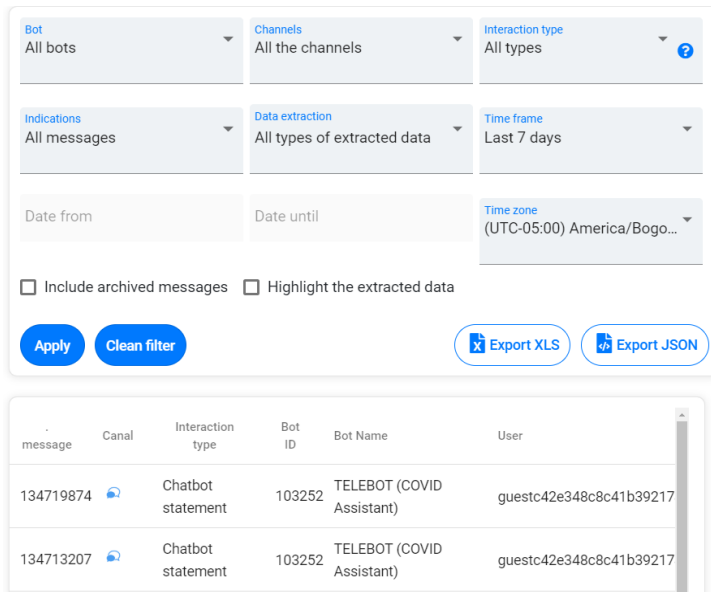 Bot
All bots
Channels
All the channels
Interaction type
All types
?
Indications
All messages
Data extraction
All types of extracted data
Time frame
Last 7 days
Date from
Date until
Time zone
(UTC-05:00) America/Bogo...
Include archived messages
Highlight the extracted data
Apply
Clean filter
Export XLS
Export JSON
. message
Canal
Interaction type
Bot ID
Bot Name
User
134719874
Chatbot statement
103252
TELEBOT (COVID Assistant)
guestc42e348c8c41b39217
134713207
Chatbot statement
103252
TELEBOT (COVID Assistant)
guestc42e348c8c41b39217